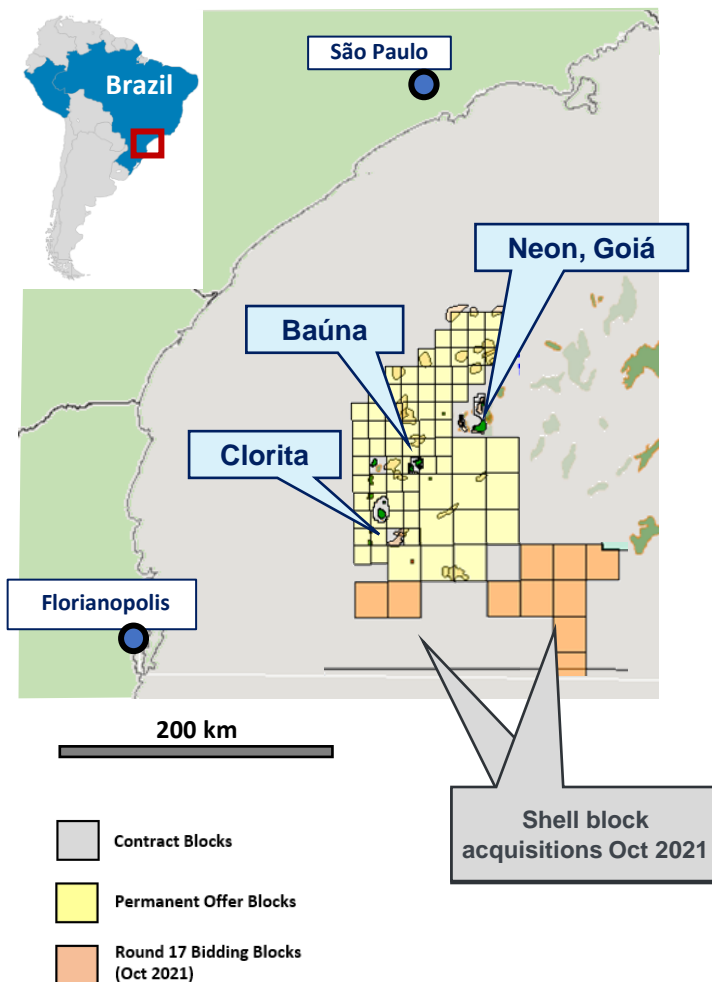 Brazil
São Paulo
Neon, Goiá
Baúna
Clorita
Florianopolis
200 km
Shell block
acquisitions Oct 2021
Contract Blocks
Permanent Offer Blocks
Round 17 Bidding Blocks
(Oct 2021)